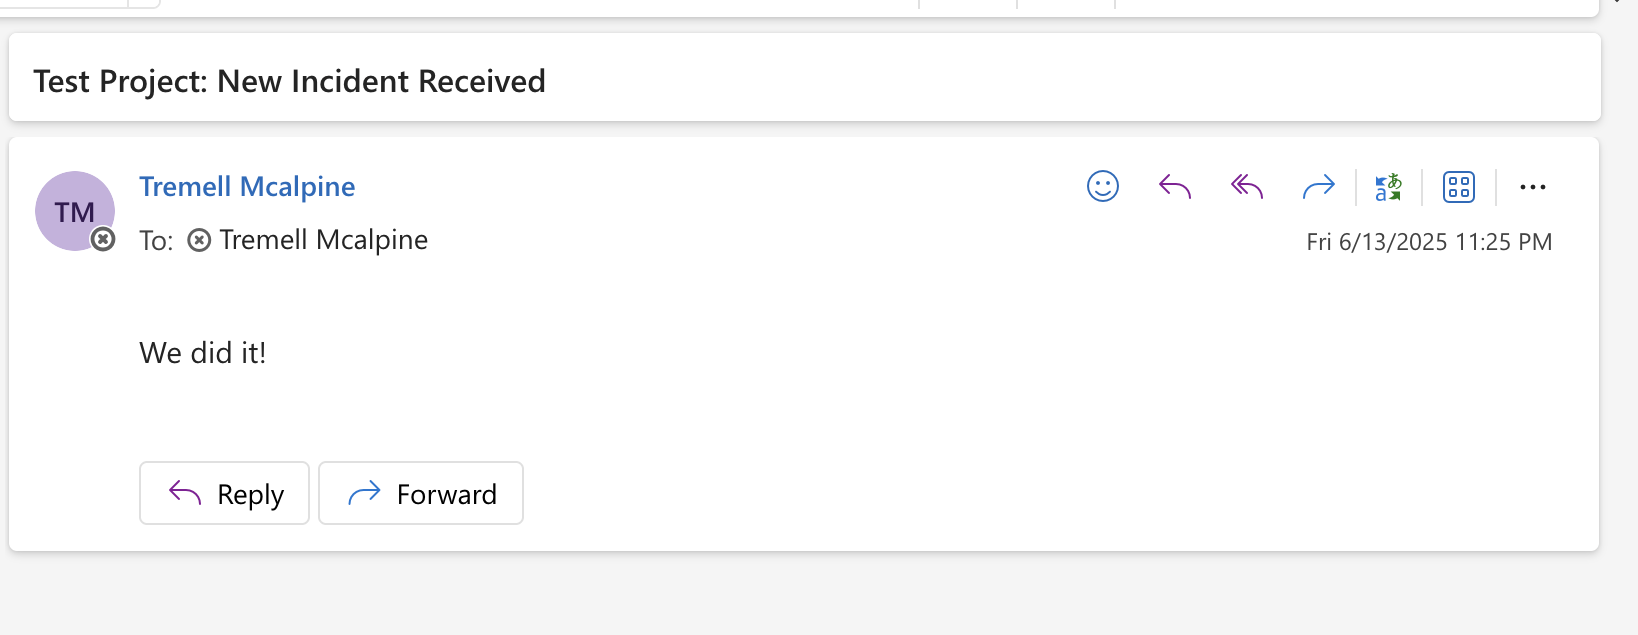 Test Project: New Incident Received
TM
Tremell Mcalpine
To: Tremell Mcalpine
Fri 6/13/2025 11:25 PM
We did it!
Reply
Forward